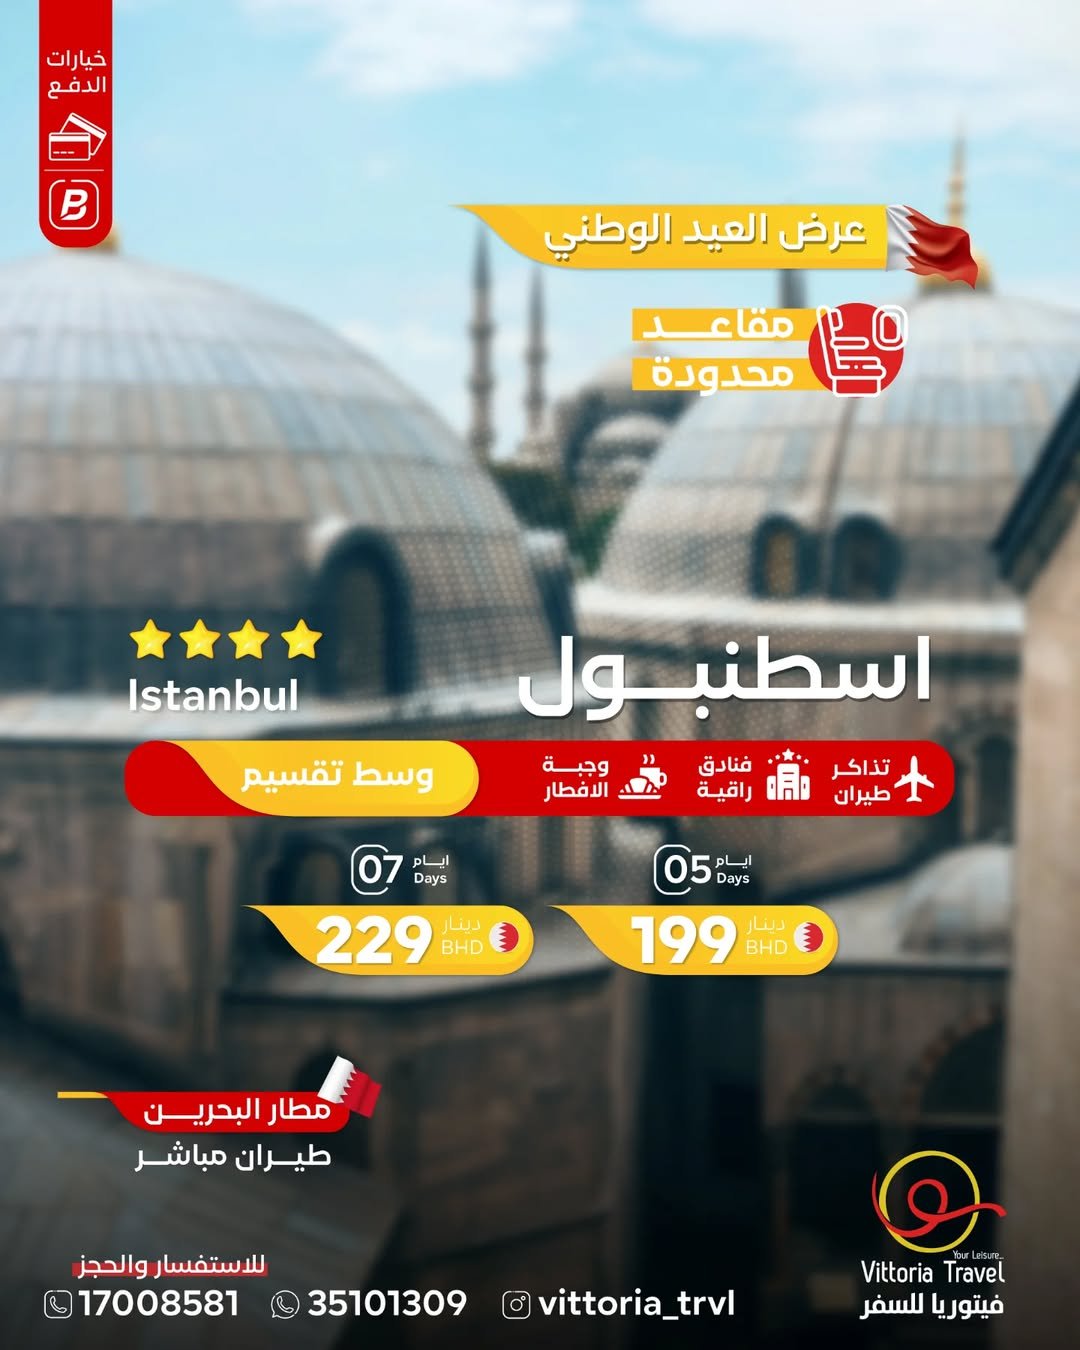 خيارات
الدفع
عرض العيد الوطني
مقاعد
محدودة
اسطنبول
Istanbul
تذاكر
طيران
فنادق
راقية
وجبة
الافطار
وسط تقسيم
05 ايام
Days
199 دينار
BHD
07 ايام
Days
229 دينار
BHD
مطار البحرين
طيران مباشر
للاستفسار والحجز
17008581
35101309
vittoria_trvl
Your Leisure...
Vittoria Travel
فيتوريا للسفر